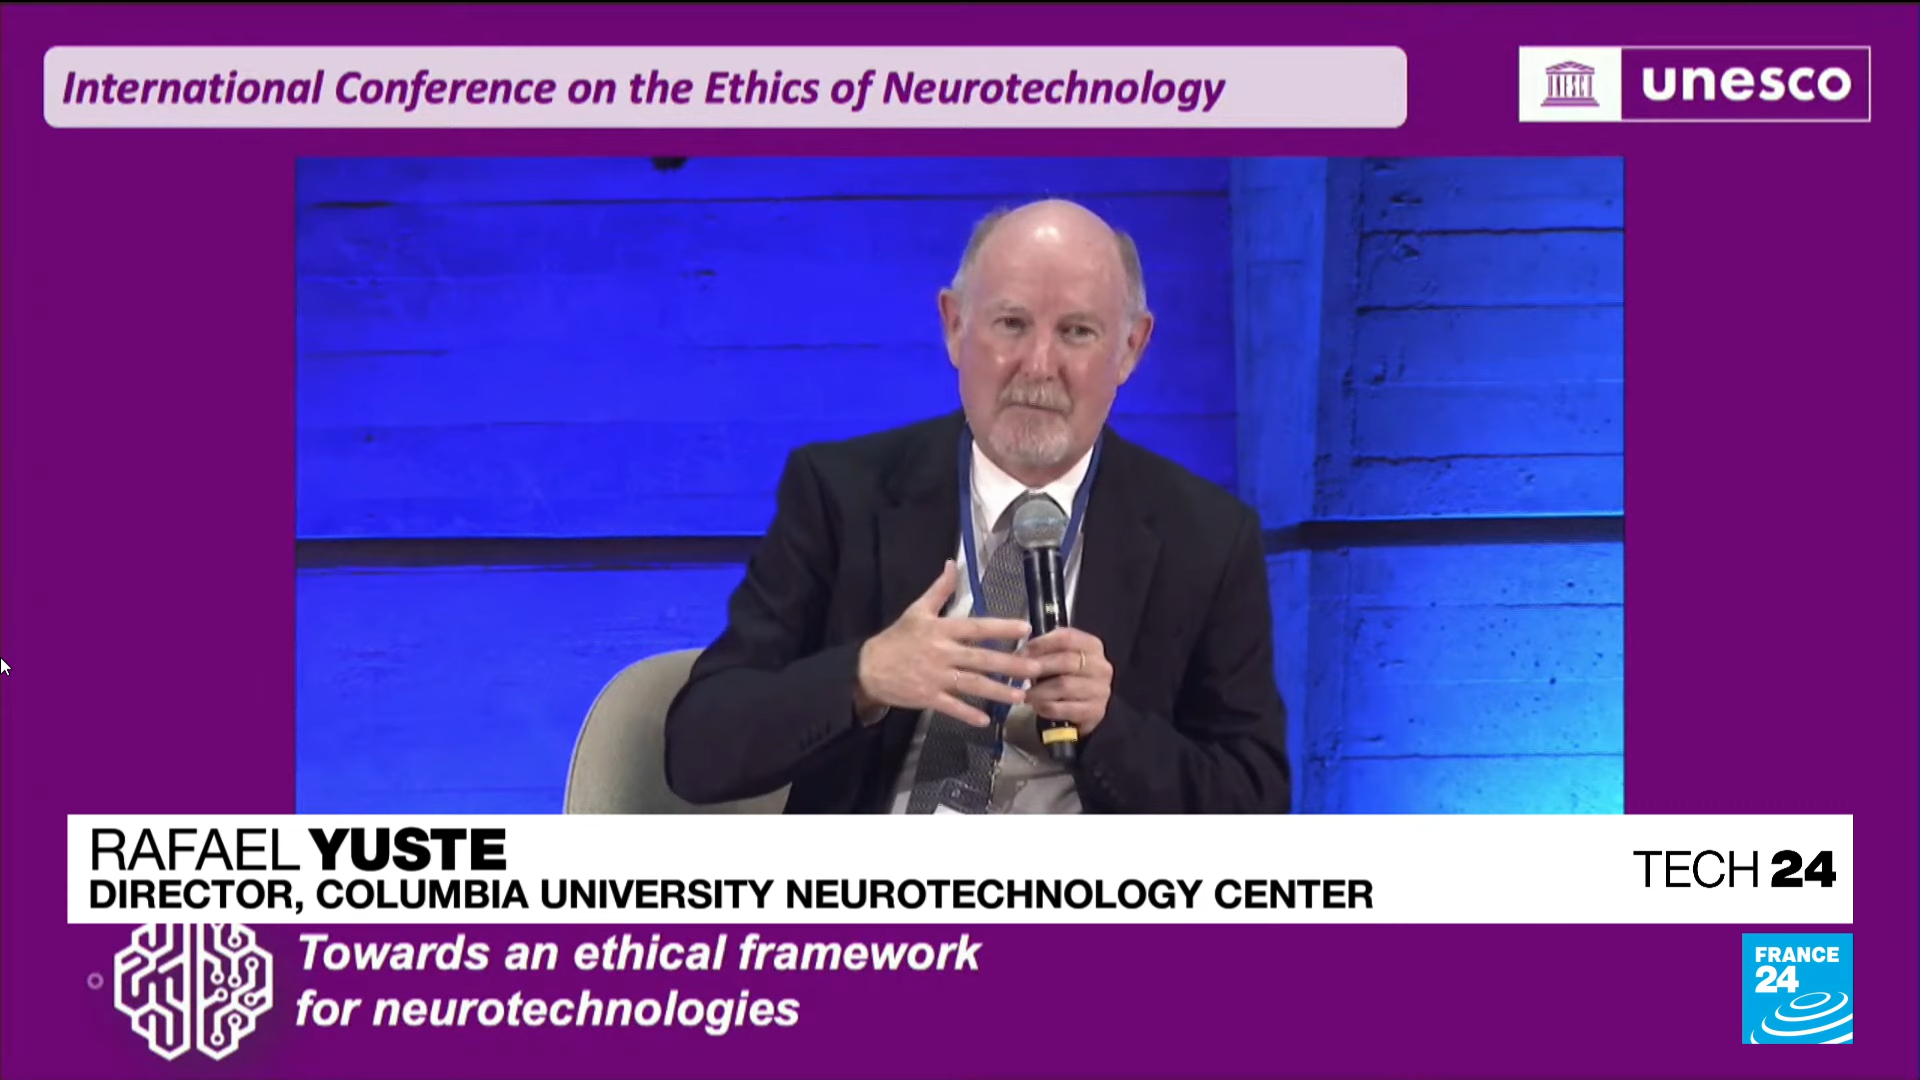 International Conference on the Ethics of Neurotechnology
UNESCO
unesco
RAFAEL YUSTE
DIRECTOR, COLUMBIA UNIVERSITY NEUROTECHNOLOGY CENTER
TECH 24
Towards an ethical framework
for neurotechnologies
FRANCE
24